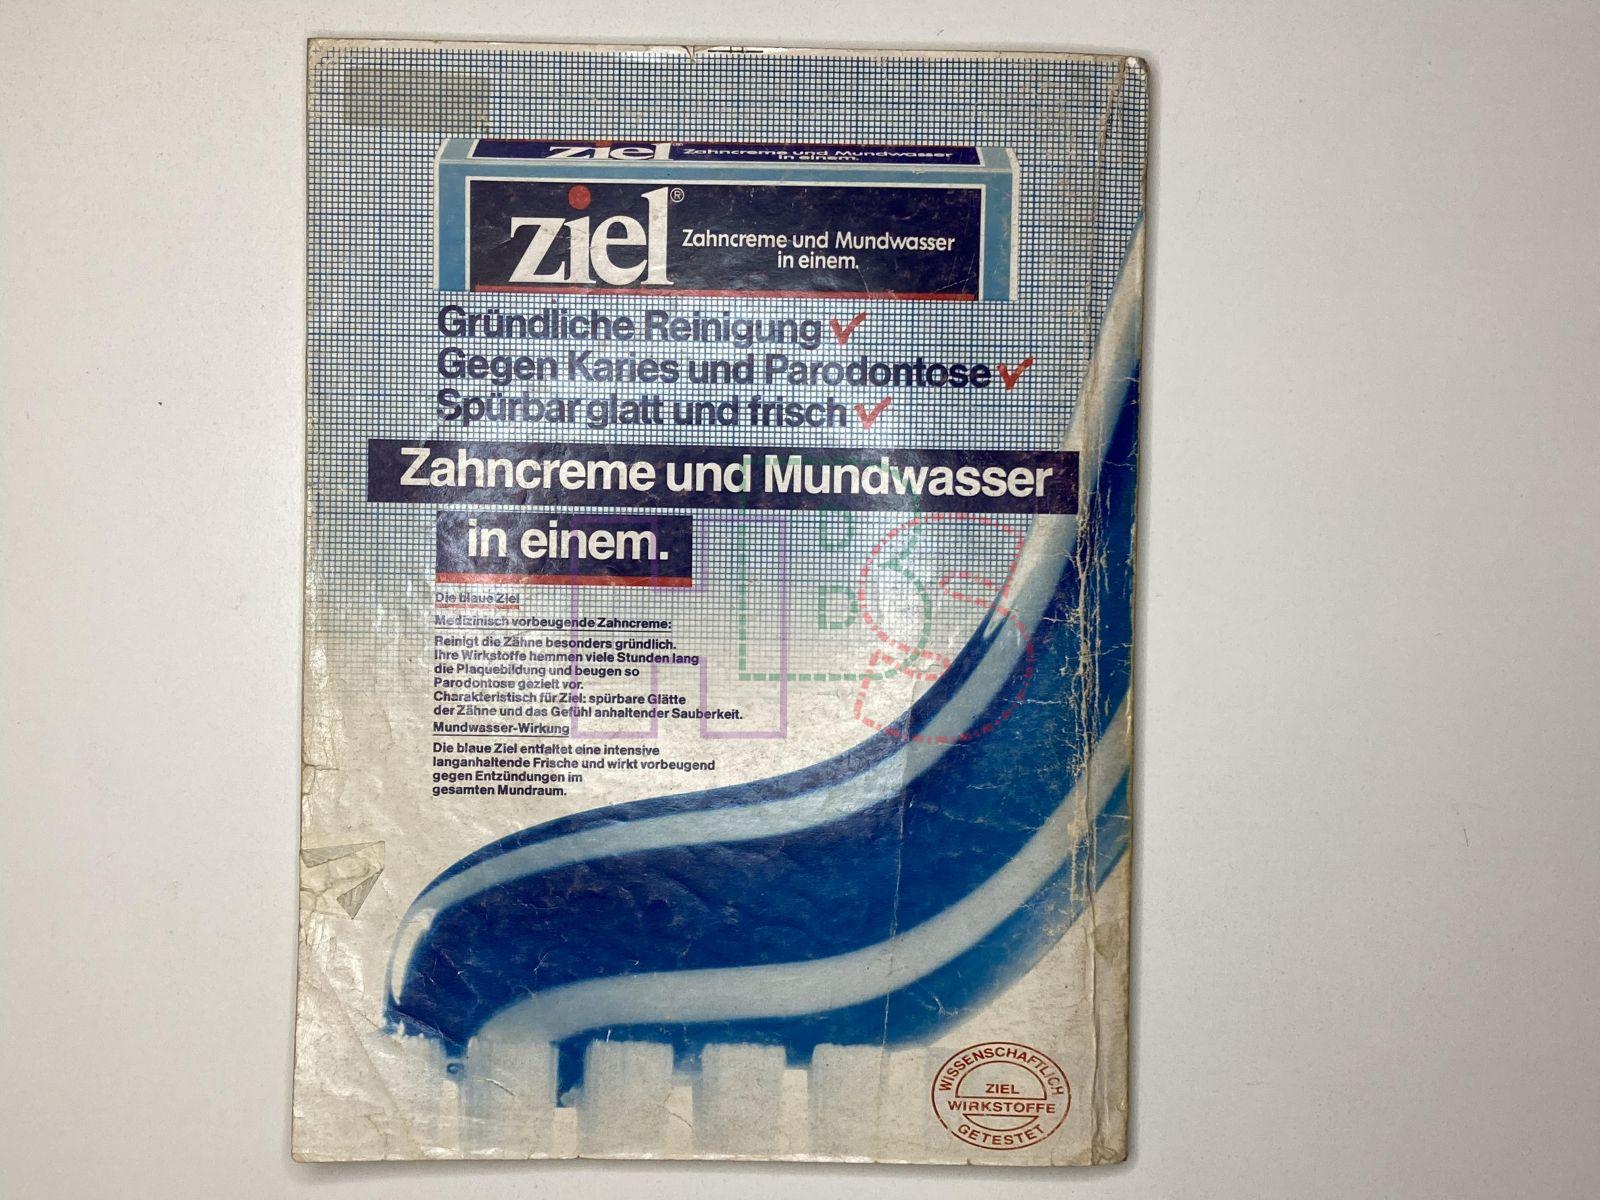 ziel
Zahncreme und Mundwasser
in einem.
ziel®
Zahncreme und Mundwasser
in einem.
Gründliche Reinigung
Gegen Karies und Parodontose
Spürbar glatt und frisch
Zahncreme und Mundwasser
in einem.
Die blaue Ziel
Medizinisch vorbeugende Zahncreme:
Reinigt die Zähne besonders gründlich.
Ihre Wirkstoffe hemmen viele Stunden lang
die Plaquebildung und beugen so
Parodontose gezielt vor.
Charakteristisch für Ziel: spürbare Glätte
der Zähne und das Gefühl anhaltender Sauberkeit.
Mundwasser-Wirkung
Die blaue Ziel entfaltet eine intensive
langanhaltende Frische und wirkt vorbeugend
gegen Entzündungen im
gesamten Mundraum.
WISSENSCHAFTLICH
ZIEL
WIRKSTOFFE
GETESTET